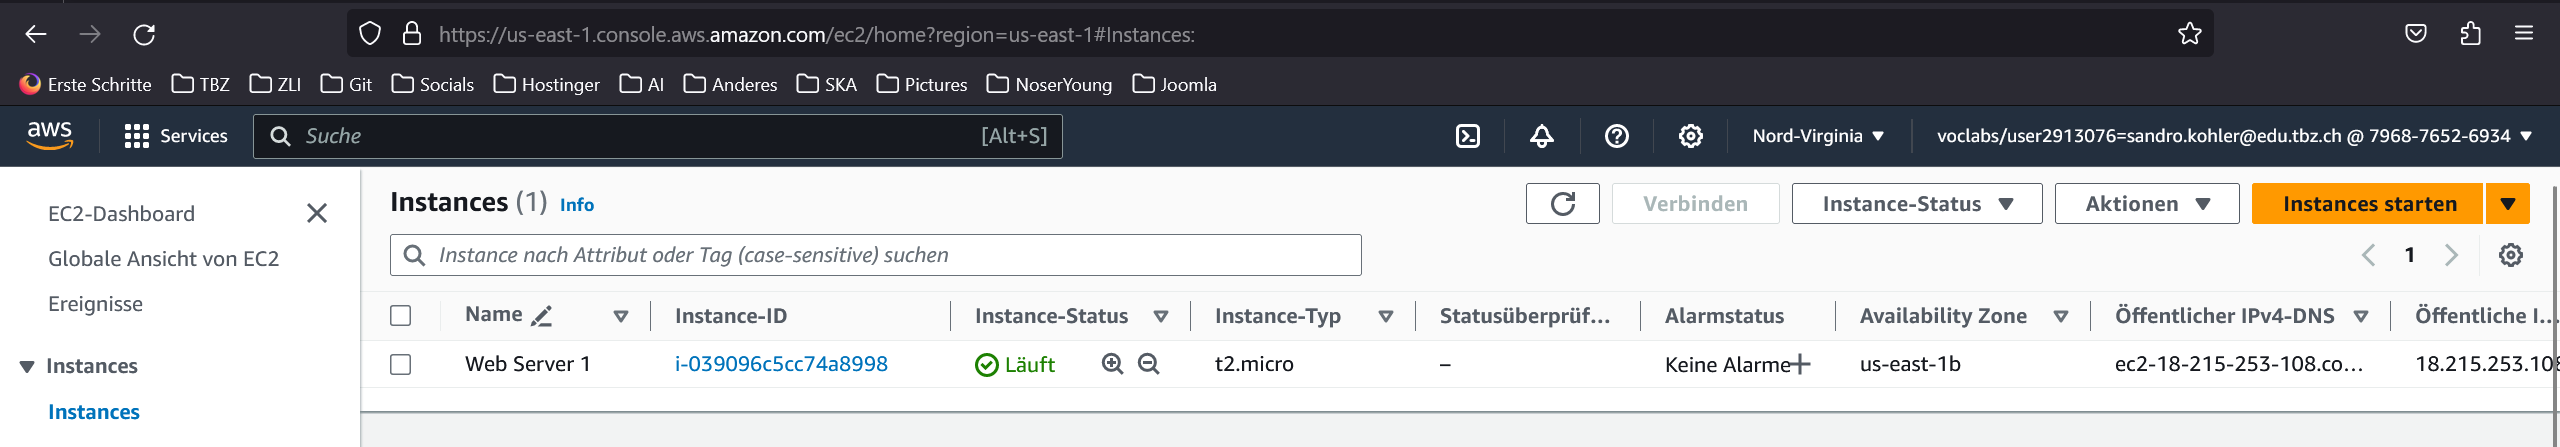 https://us-east-1.console.aws.amazon.com/ec2/home?region=us-east-1#Instances:
Erste Schritte TBZ ZLI Git Socials Hostinger AI Anderes SKA Pictures NoserYoung Joomla
aws Services Suche [Alt+S] Nord-Virginia voclabs/user2913076=sandro.kohler@edu.tbz.ch @ 7968-7652-6934
EC2-Dashboard
Globale Ansicht von EC2
Ereignisse
Instances
Instances
Instances (1) Info Verbinden Instance-Status Aktionen Instances starten
Instance nach Attribut oder Tag (case-sensitive) suchen 1
Name Instance-ID Instance-Status Instance-Typ Statusüberprüf... Alarmstatus Availability Zone Öffentlicher IPv4-DNS Öffentliche I...
Web Server 1 i-039096c5cc74a8998 Läuft t2.micro – Keine Alarme us-east-1b ec2-18-215-253-108.co... 18.215.253.108